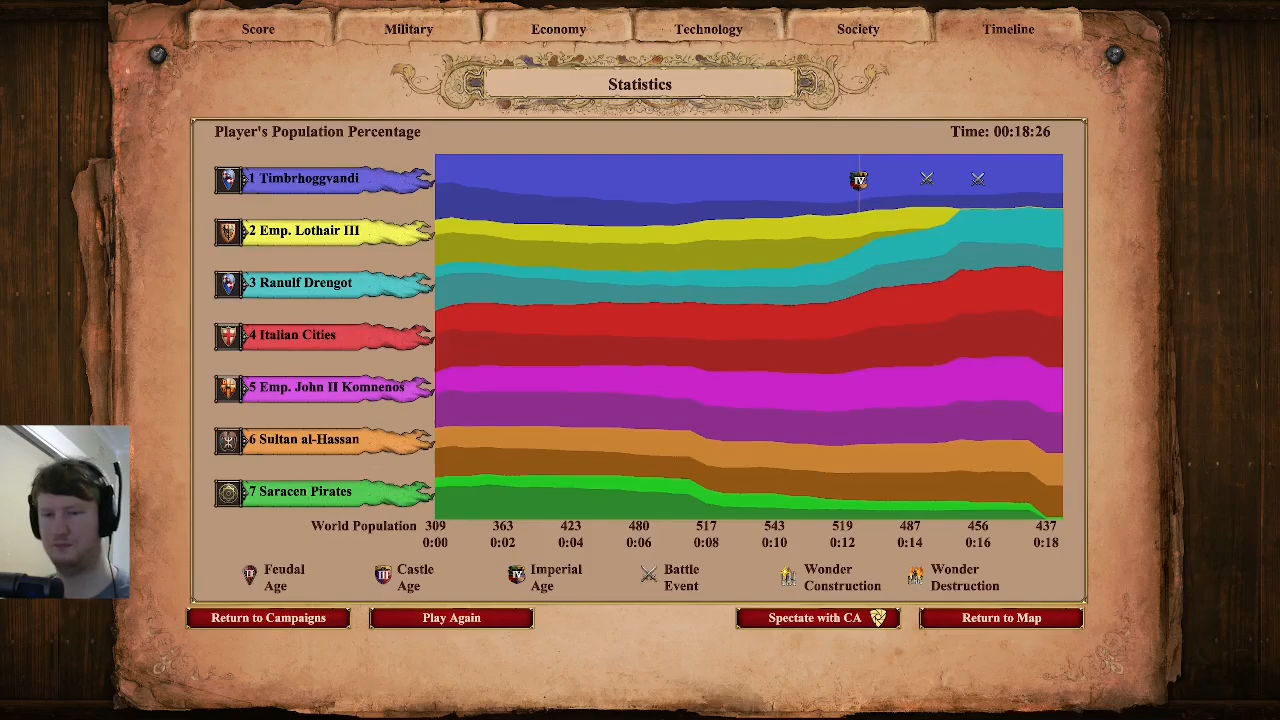 Score Military Economy Technology Society Timeline
Statistics
Player's Population Percentage Time: 00:18:26
1 Timbrhoggvandi
IV
2 Emp. Lothair III
3 Ranulf Drengot
4 Italian Cities
5 Emp. John II Komnenos
6 Sultan al-Hassan
7 Saracen Pirates
World Population 309 363 423 480 517 543 519 487 456 437
0:00 0:02 0:04 0:06 0:08 0:10 0:12 0:14 0:16 0:18
II Feudal Age
III Castle Age
IV Imperial Age
Battle Event
Wonder Construction
Wonder Destruction
Return to Campaigns Play Again Spectate with CA Return to Map